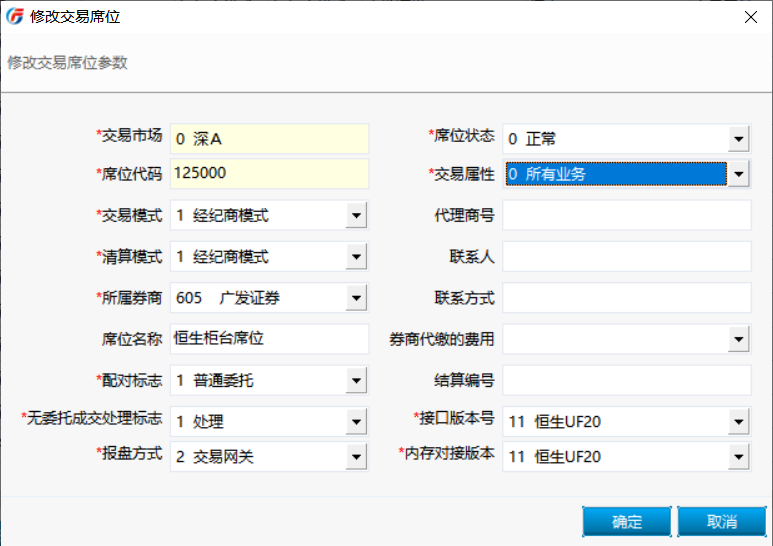 修改交易席位
修改交易席位参数
*交易市场 0 深A *席位状态 0 正常
*席位代码 125000 *交易属性 0 所有业务
*交易模式 1 经纪商模式 代理商号
*清算模式 1 经纪商模式 联系人
*所属券商 605 广发证券 联系方式
席位名称 恒生柜台席位 券商代缴的费用
*配对标志 1 普通委托 结算编号
*无委托成交处理标志 1 处理 *接口版本号 11 恒生UF20
*报盘方式 2 交易网关 *内存对接版本 11 恒生UF20
确定 取消